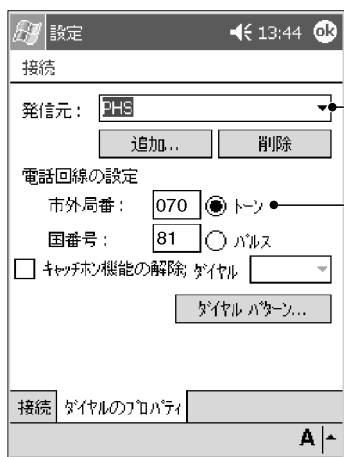 設定 13:44 ok
接続
発信元： PHS
追加... 削除
電話回線の設定
市外局番： 070 トーン
国番号： 81 パルス
キャッチホン機能の解除; ダイヤル
ダイヤル パターン...
接続 ダイヤルのプロパティ
A